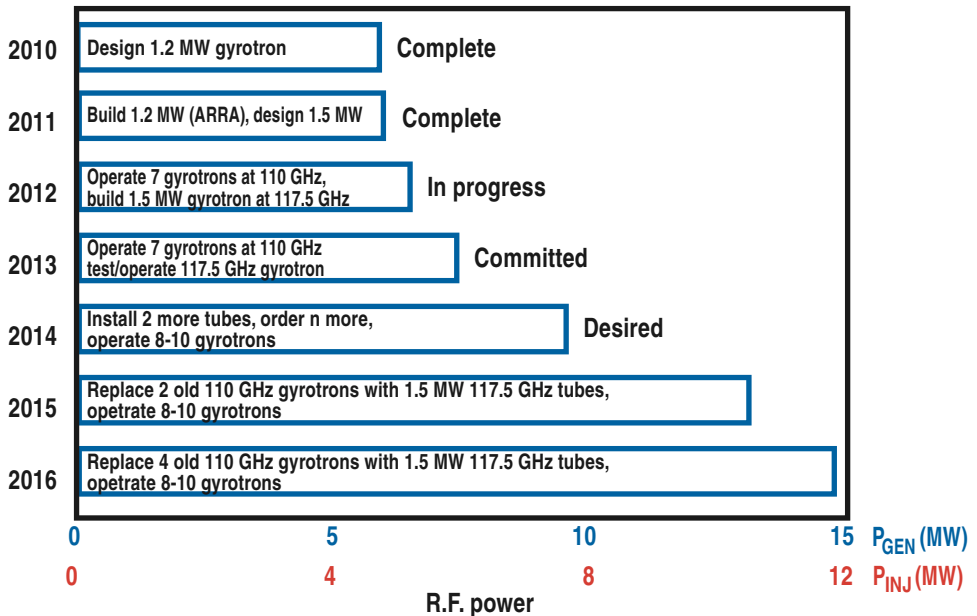 2010
Design 1.2 MW gyrotron
Complete
2011
Build 1.2 MW (ARRA), design 1.5 MW
Complete
2012
Operate 7 gyrotrons at 110 GHz,
build 1.5 MW gyrotron at 117.5 GHz
In progress
2013
Operate 7 gyrotrons at 110 GHz
test/operate 117.5 GHz gyrotron
Committed
2014
Install 2 more tubes, order n more,
operate 8-10 gyrotrons
Desired
2015
Replace 2 old 110 GHz gyrotrons with 1.5 MW 117.5 GHz tubes,
opetrate 8-10 gyrotrons
2016
Replace 4 old 110 GHz gyrotrons with 1.5 MW 117.5 GHz tubes,
opetrate 8-10 gyrotrons
0 5 10 15 PGEN (MW)
0 4 8 12 PINJ (MW)
R.F. power